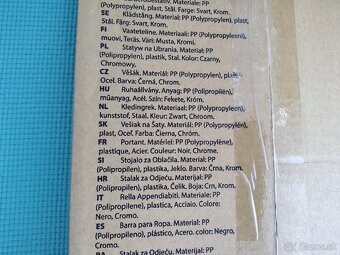 (Polypropylen), plast, Stål. Farge: Svart, Krom.
SE Klädstång. Material: PP (Polypropylen), plast,
Stål. Färg: Svart, Krom.
FI Vaateteline. Materiaali: PP (Polypropyleeni),
muovi, Teräs. Väri: Musta, Kromi.
PL Statyw na Ubrania. Materiał: PP
(Polipropylen), plastik, Stal. Kolor: Czarny,
Chromowy.
CZ Věšák. Materiál: PP (Polypropylen), plast,
Ocel. Barva: Černá, Chrom.
HU Ruhaállvány. Anyag: PP (Polipropilén),
műanyag, Acél. Szín: Fekete, Króm.
NL Kledingrek. Materiaal: PP (Polypropyleen),
kunststof, Staal. Kleur: Zwart, Chroom.
SK Vešiak na Šaty. Materiál: PP (Polypropylén),
plast, Oceľ. Farba: Čierna, Chróm.
FR Portant. Matériel: PP (Polypropylène),
plastique, Acier. Couleur: Noir, Chrome.
SI Stojalo za Oblačila. Material: PP
(Polipropilen), plastika, Jeklo. Barva: Črna, Krom.
HR Stalak za Odjeću. Materijal: PP
(Polipropilen), plastika, Čelik. Boja: Crn, Krom.
IT Rella Appendiabiti. Materiale: PP
(Polipropilene), plastica, Acciaio. Colore:
Nero, Cromo.
ES Barra para Ropa. Material: PP
(Polipropileno), plástico, Acero. color: Negro,
Cromo.
BA Stalak za Odjeću. Materijal: PP